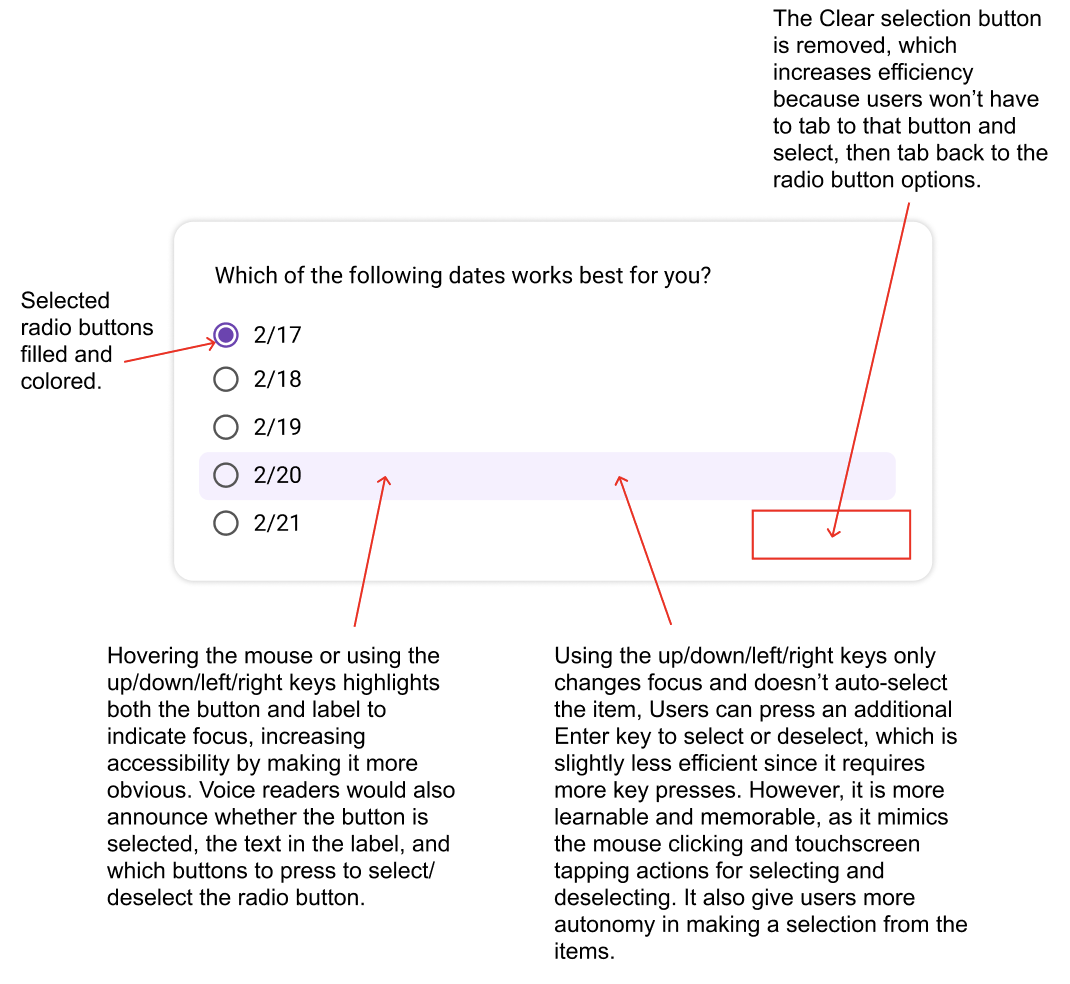 The Clear selection button
is removed, which
increases efficiency
because users won't have
to tab to that button and
select, then tab back to the
radio button options.
Which of the following dates works best for you?
Selected
radio buttons
filled and
colored.
2/17
2/18
2/19
2/20
2/21
Hovering the mouse or using the
up/down/left/right keys highlights
both the button and label to
indicate focus, increasing
accessibility by making it more
obvious. Voice readers would also
announce whether the button is
selected, the text in the label, and
which buttons to press to select/
deselect the radio button.
Using the up/down/left/right keys only
changes focus and doesn't auto-select
the item, Users can press an additional
Enter key to select or deselect, which is
slightly less efficient since it requires
more key presses. However, it is more
learnable and memorable, as it mimics
the mouse clicking and touchscreen
tapping actions for selecting and
deselecting. It also give users more
autonomy in making a selection from the
items.